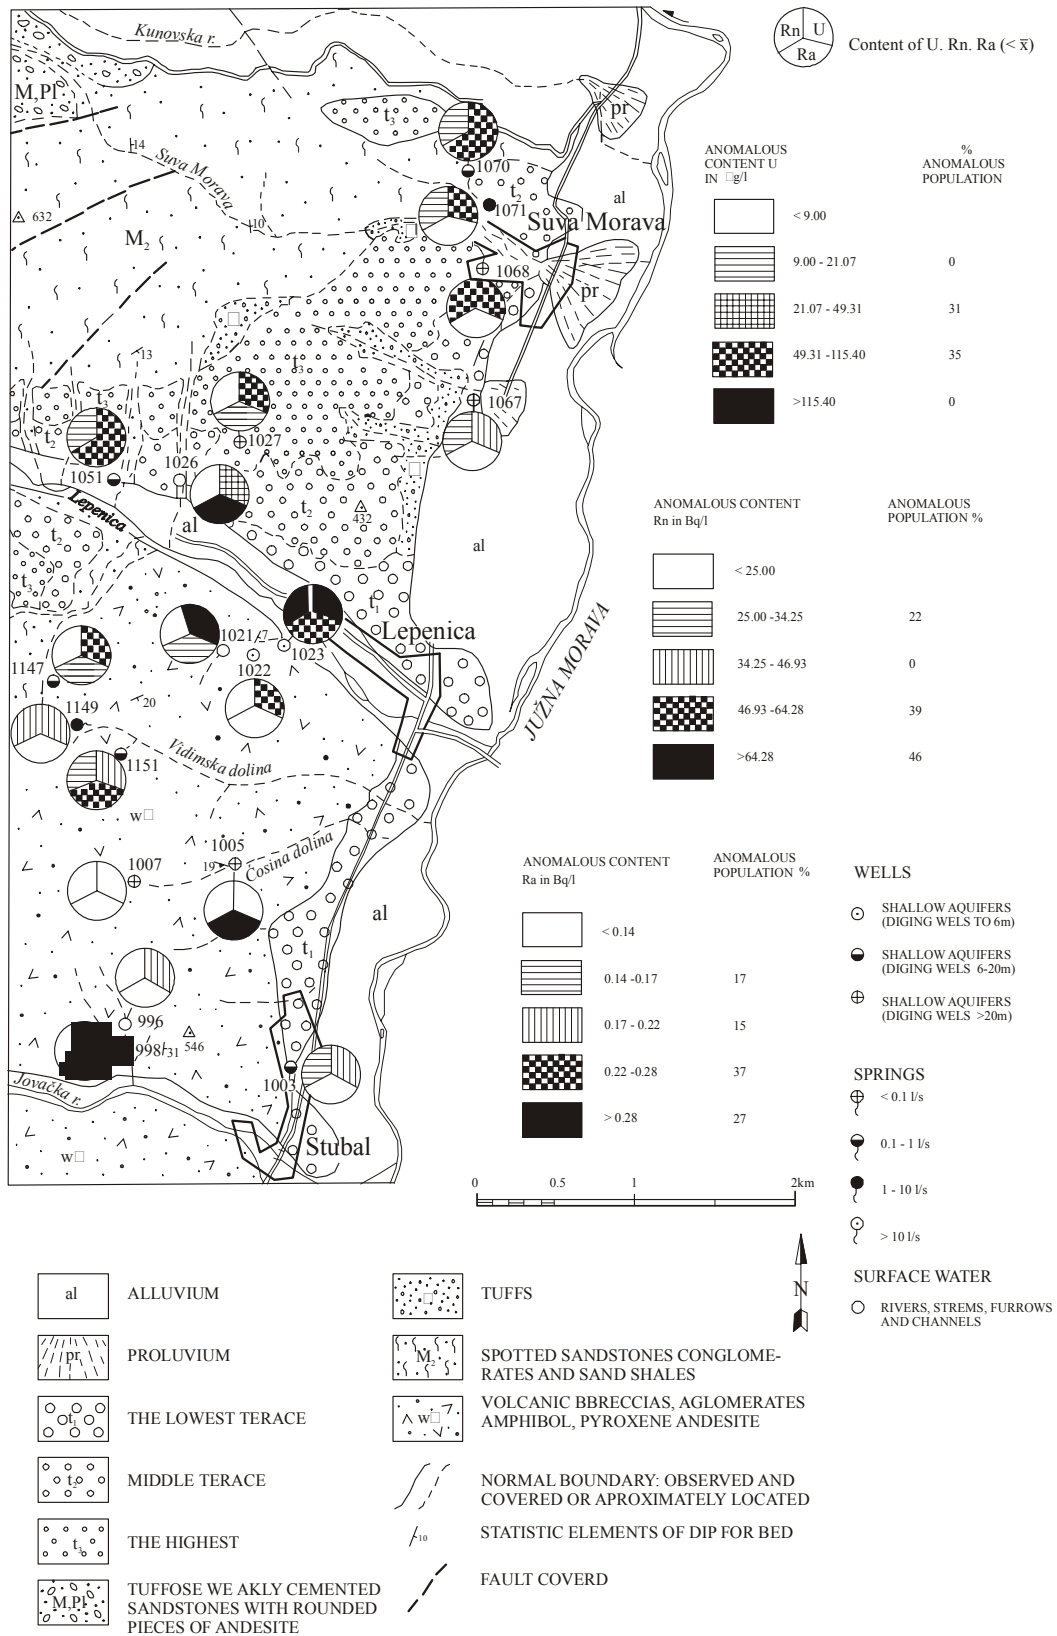 Kunovska r.
Rn U
Ra
Content of U. Rn. Ra (< x̅)
M,Pl
t3
pr
14
1070
Suva Morava
t2
al
1071
632
10
Suva Morava
M2
1068
pr
13
t3
t3
1067
t2
1027
1051
1026
Lepenica
t2
432
al
t2
al
t3
t1
Lepenica
1021
7
1023
1022
1147
JUŽNA MORAVA
1149
20
1151
Vidimska dolina
w□
1005
1007
19
Ćosina dolina
al
t1
996
998
31
546
1003
Jovačka r.
Stubal
w□
ANOMALOUS
CONTENT U
IN □g/l
%
ANOMALOUS
POPULATION
< 9.00
9.00 - 21.07 0
21.07 - 49.31 31
49.31 -115.40 35
>115.40 0
ANOMALOUS CONTENT
Rn in Bq/l
ANOMALOUS
POPULATION %
< 25.00
25.00 -34.25 22
34.25 - 46.93 0
46.93 -64.28 39
>64.28 46
ANOMALOUS CONTENT
Ra in Bq/l
ANOMALOUS
POPULATION %
< 0.14
0.14 -0.17 17
0.17 - 0.22 15
0.22 -0.28 37
> 0.28 27
WELLS
SHALLOW AQUIFERS
(DIGING WELS TO 6m)
SHALLOW AQUIFERS
(DIGING WELS 6-20m)
SHALLOW AQUIFERS
(DIGING WELS >20m)
SPRINGS
< 0.1 l/s
0.1 - 1 l/s
1 - 10 l/s
> 10 l/s
SURFACE WATER
RIVERS, STREMS, FURROWS
AND CHANNELS
0 0.5 1 2km
N
al ALLUVIUM
pr PROLUVIUM
t1 THE LOWEST TERACE
t2 MIDDLE TERACE
t3 THE HIGHEST
M,Pl TUFFOSE WE AKLY CEMENTED
SANDSTONES WITH ROUNDED
PIECES OF ANDESITE
□ TUFFS
M2 SPOTTED SANDSTONES CONGLOME-
RATES AND SAND SHALES
w□ VOLCANIC BBRECCIAS, AGLOMERATES
AMPHIBOL, PYROXENE ANDESITE
NORMAL BOUNDARY: OBSERVED AND
COVERED OR APROXIMATELY LOCATED
10 STATISTIC ELEMENTS OF DIP FOR BED
FAULT COVERD